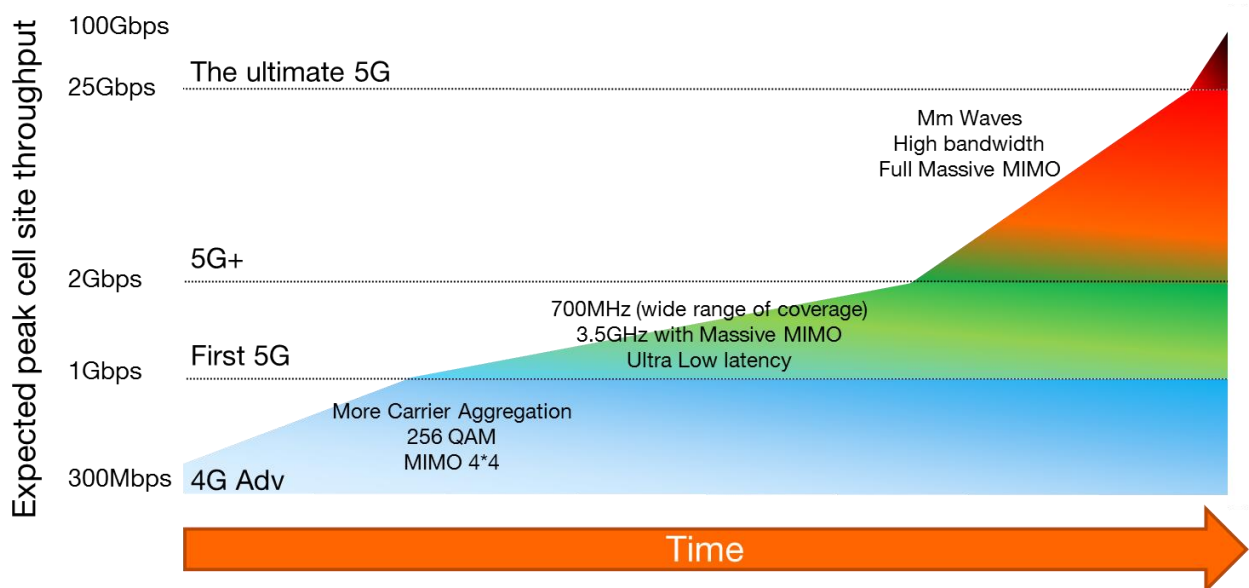 Expected peak cell site throughput
100Gbps
The ultimate 5G
25Gbps
Mm Waves
High bandwidth
Full Massive MIMO
5G+
2Gbps
700MHz (wide range of coverage)
3.5GHz with Massive MIMO
Ultra Low latency
First 5G
1Gbps
More Carrier Aggregation
256 QAM
MIMO 4*4
300Mbps
4G Adv
Time